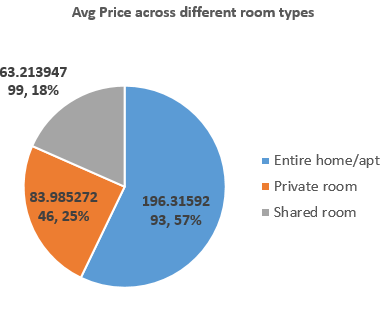 Avg Price across different room types
63.213947
99, 18%
196.31592
93, 57%
83.985272
46, 25%
Entire home/apt
Private room
Shared room